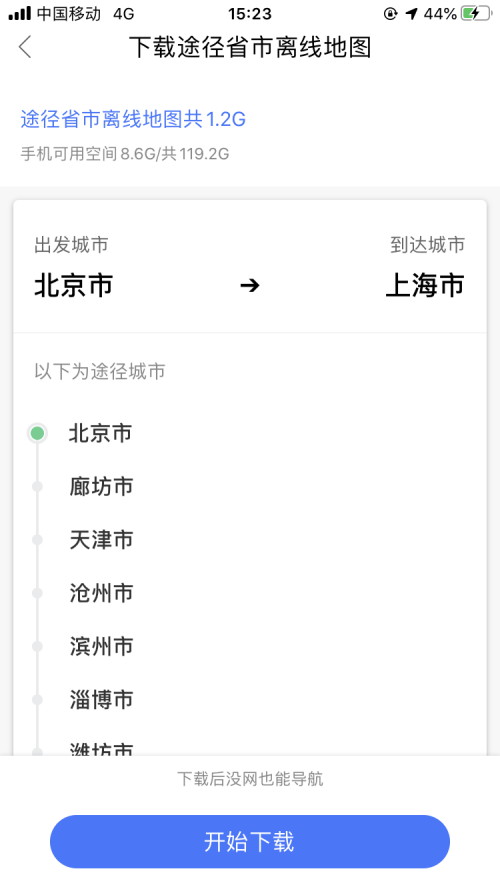 中国移动 4G 15:23 44%
下载途径省市离线地图
途径省市离线地图共1.2G
手机可用空间8.6G/共119.2G
出发城市 到达城市
北京市 → 上海市
以下为途径城市
北京市
廊坊市
天津市
沧州市
滨州市
淄博市
潍坊市
下载后没网也能导航
开始下载